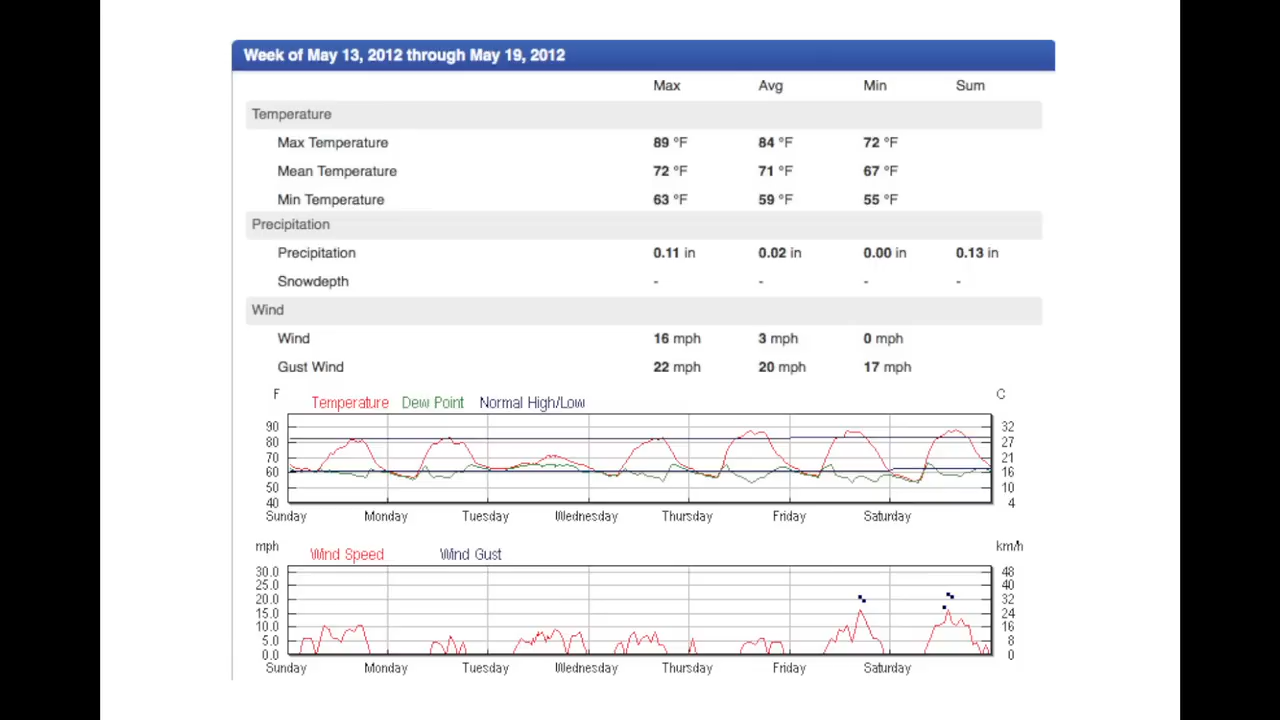 Week of May 13, 2012 through May 19, 2012
Max Avg Min Sum
Temperature
Max Temperature 89 °F 84 °F 72 °F
Mean Temperature 72 °F 71 °F 67 °F
Min Temperature 63 °F 59 °F 55 °F
Precipitation
Precipitation 0.11 in 0.02 in 0.00 in 0.13 in
Snowdepth - - - -
Wind
Wind 16 mph 3 mph 0 mph
Gust Wind 22 mph 20 mph 17 mph
F Temperature Dew Point Normal High/Low C
90 32
80 27
70 21
60 16
50 10
40 4
Sunday Monday Tuesday Wednesday Thursday Friday Saturday
mph Wind Speed Wind Gust km/h
30.0 48
25.0 40
20.0 32
15.0 24
10.0 16
5.0 8
0.0 0
Sunday Monday Tuesday Wednesday Thursday Friday Saturday